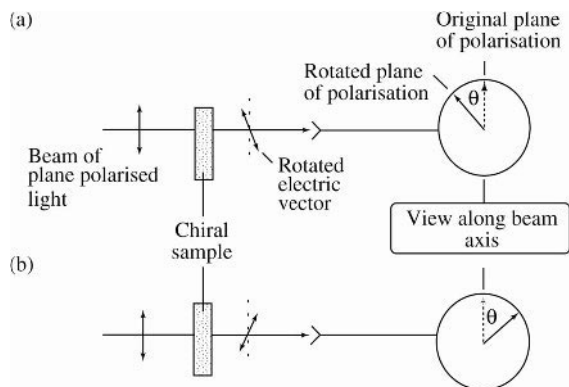 (a)
Original plane
of polarisation
Rotated plane
of polarisation
θ
Beam of
plane polarised
light
Rotated
electric
vector
View along beam
axis
Chiral
sample
(b)
θ